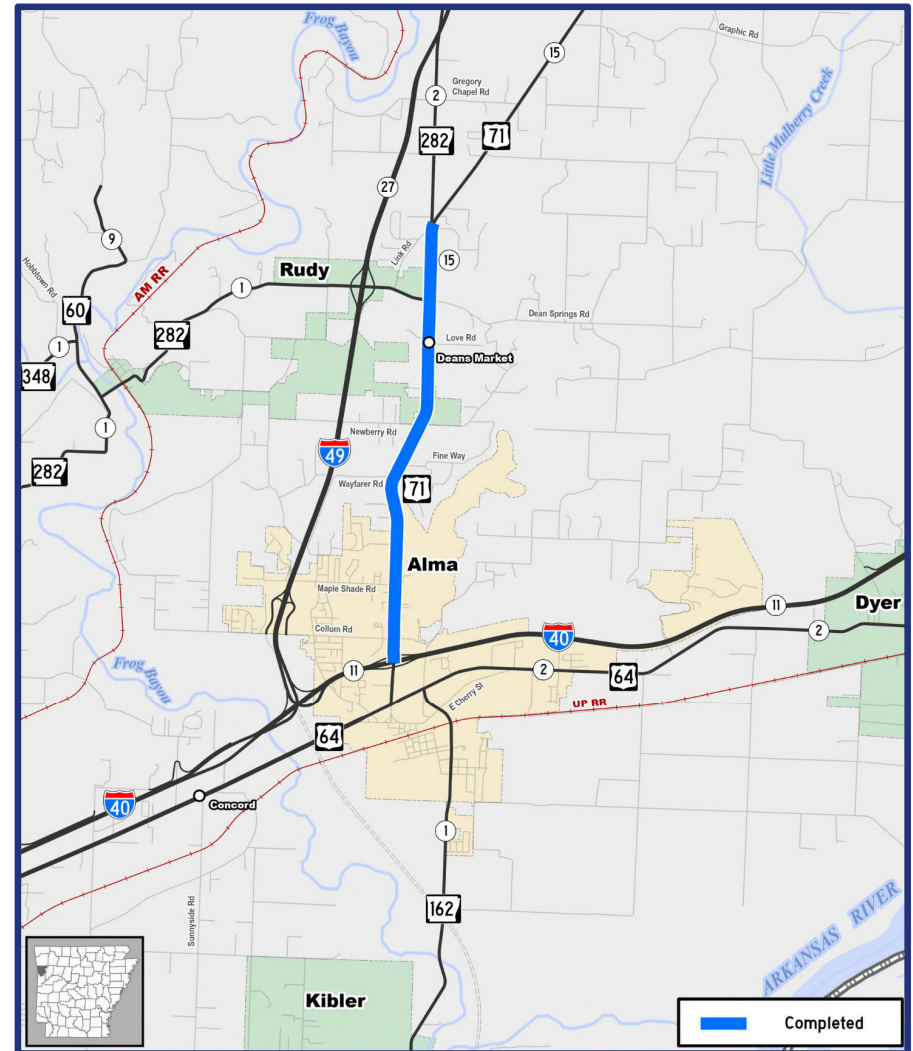 Frog
Bayou
15
Graphic Rd
2
Gregory
Chapel Rd
282
71
Little Mulberry Creek
27
9
Hobbtown Rd
AM RR
Link Rd
15
Rudy
1
60
Dean Springs Rd
282
Love Rd
1
Deans Market
348
1
Newberry Rd
49
Fine Way
282
Wayfarer Rd
71
Alma
Maple Shade Rd
11
Dyer
Collum Rd
40
2
Frog Bayou
11
2
64
E Cherry St
UP RR
64
40
Concord
1
162
Sunnyside Rd
ARKANSAS RIVER
Kibler
Completed